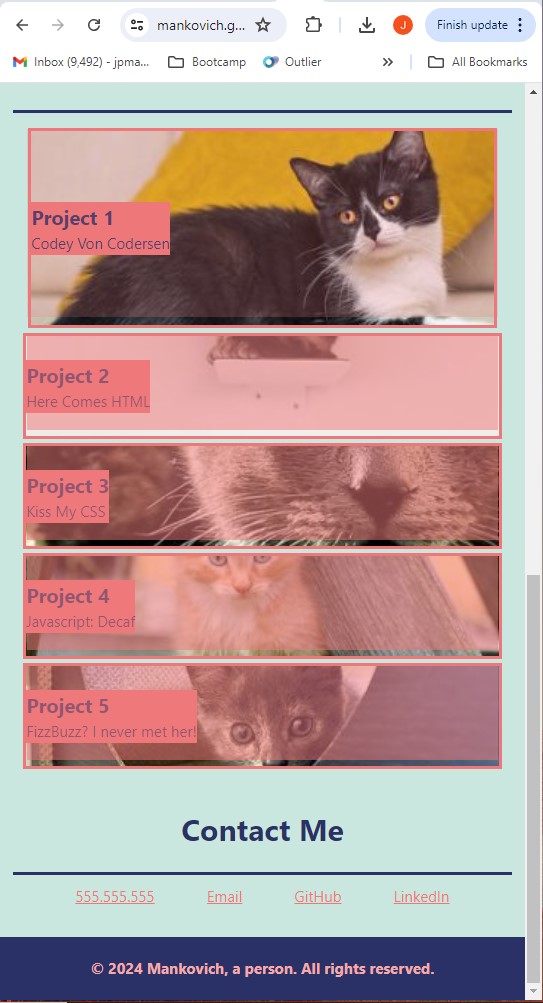 mankovich.g...
J
Finish update
Inbox (9,492) - jpma...
Bootcamp
Outlier
All Bookmarks
Project 1
Codey Von Codersen
Project 2
Here Comes HTML
Project 3
Kiss My CSS
Project 4
Javascript: Decaf
Project 5
FizzBuzz? I never met her!
Contact Me
555.555.555 Email GitHub LinkedIn
© 2024 Mankovich, a person. All rights reserved.